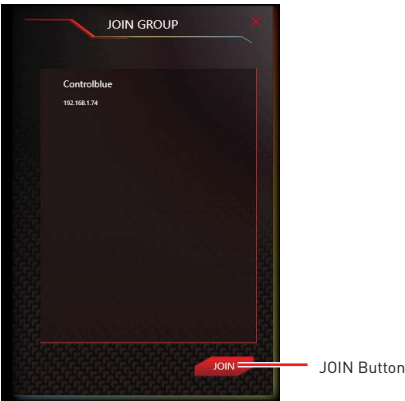 JOIN GROUP
Controlblue
192.168.1.74
JOIN
JOIN Button